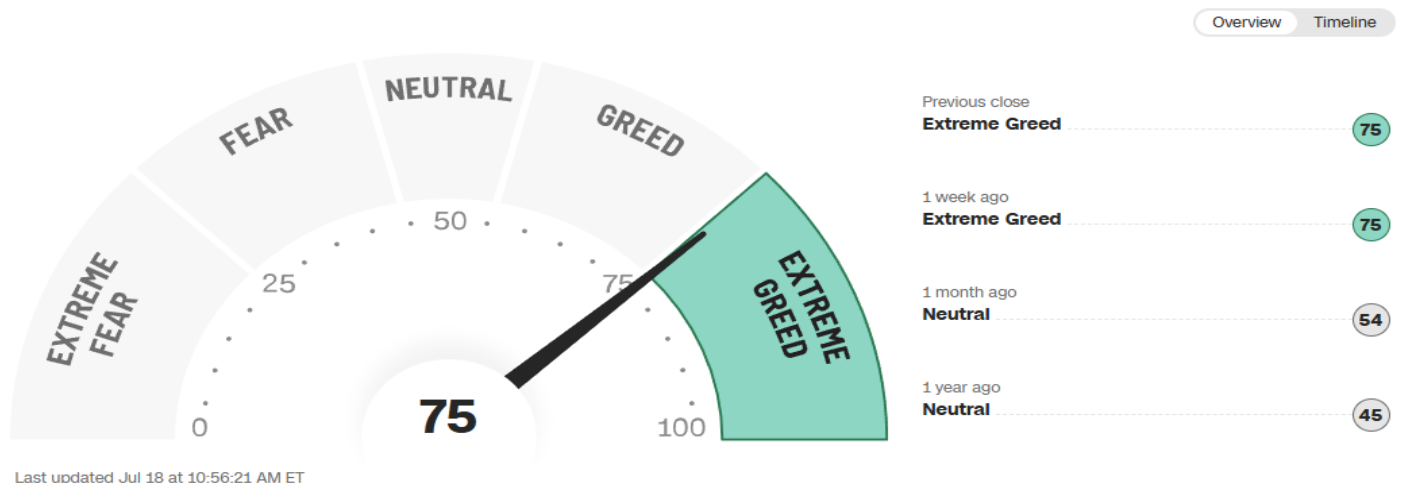 Overview Timeline
EXTREME
FEAR
FEAR
NEUTRAL
GREED
EXTREME
GREED
0
25
50
75
100
75
Last updated Jul 18 at 10:56:21 AM ET
Previous close
Extreme Greed 75
1 week ago
Extreme Greed 75
1 month ago
Neutral 54
1 year ago
Neutral 45